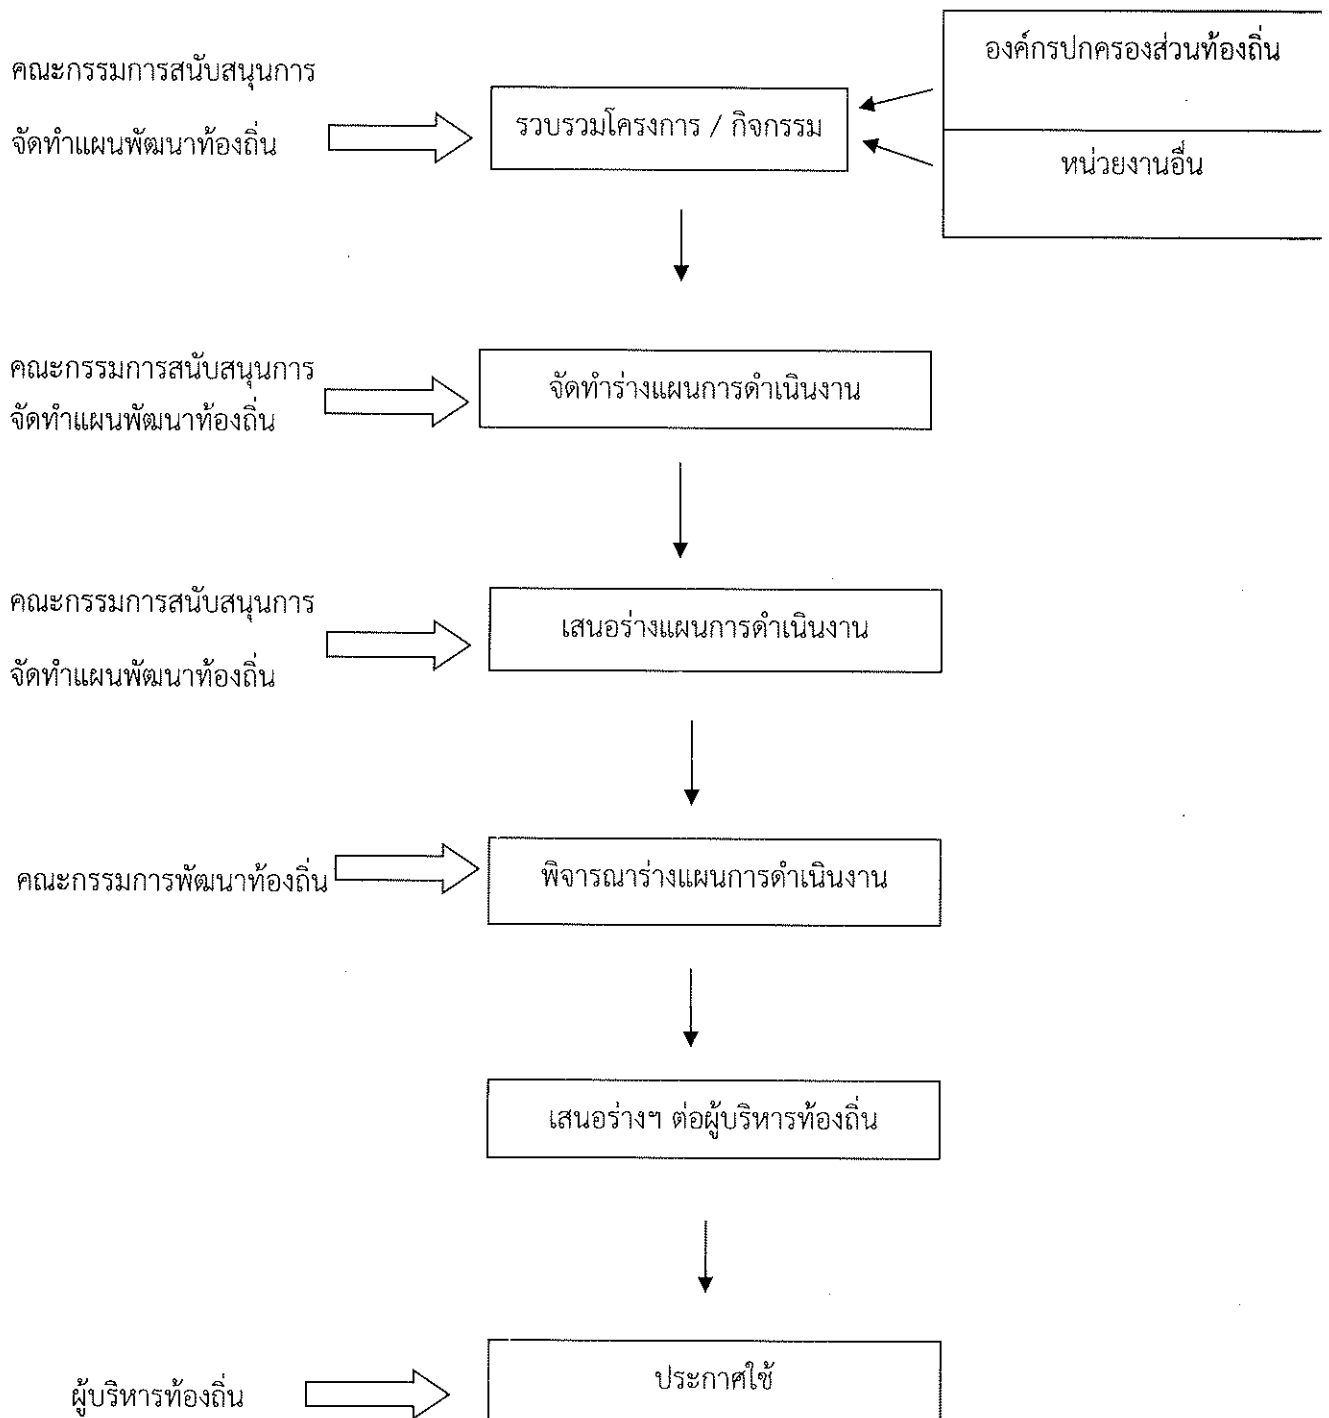 คณะกรรมการสนับสนุนการ
จัดทำแผนพัฒนาท้องถิ่น
รวบรวมโครงการ / กิจกรรม
องค์กรปกครองส่วนท้องถิ่น
หน่วยงานอื่น
คณะกรรมการสนับสนุนการ
จัดทำแผนพัฒนาท้องถิ่น
จัดทำร่างแผนการดำเนินงาน
คณะกรรมการสนับสนุนการ
จัดทำแผนพัฒนาท้องถิ่น
เสนอร่างแผนการดำเนินงาน
คณะกรรมการพัฒนาท้องถิ่น
พิจารณาร่างแผนการดำเนินงาน
เสนอร่างฯ ต่อผู้บริหารท้องถิ่น
ผู้บริหารท้องถิ่น
ประกาศใช้